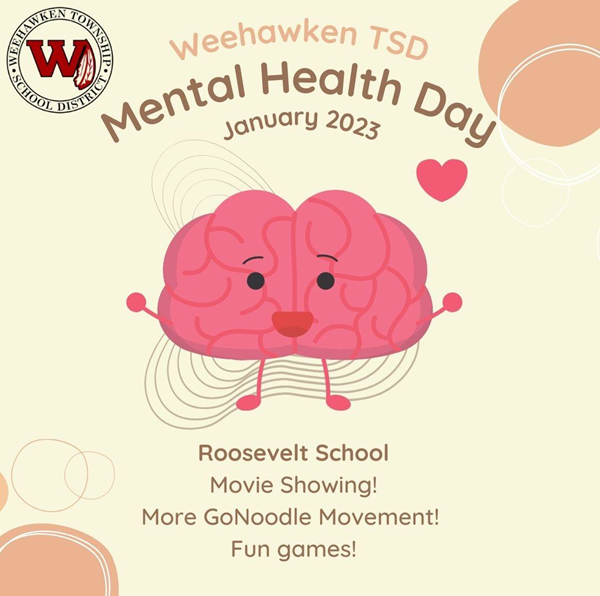 WEEHAWKEN TOWNSHIP
W
SCHOOL DISTRICT
Weehawken TSD
Mental Health Day
January 2023
Roosevelt School
Movie Showing!
More GoNoodle Movement!
Fun games!